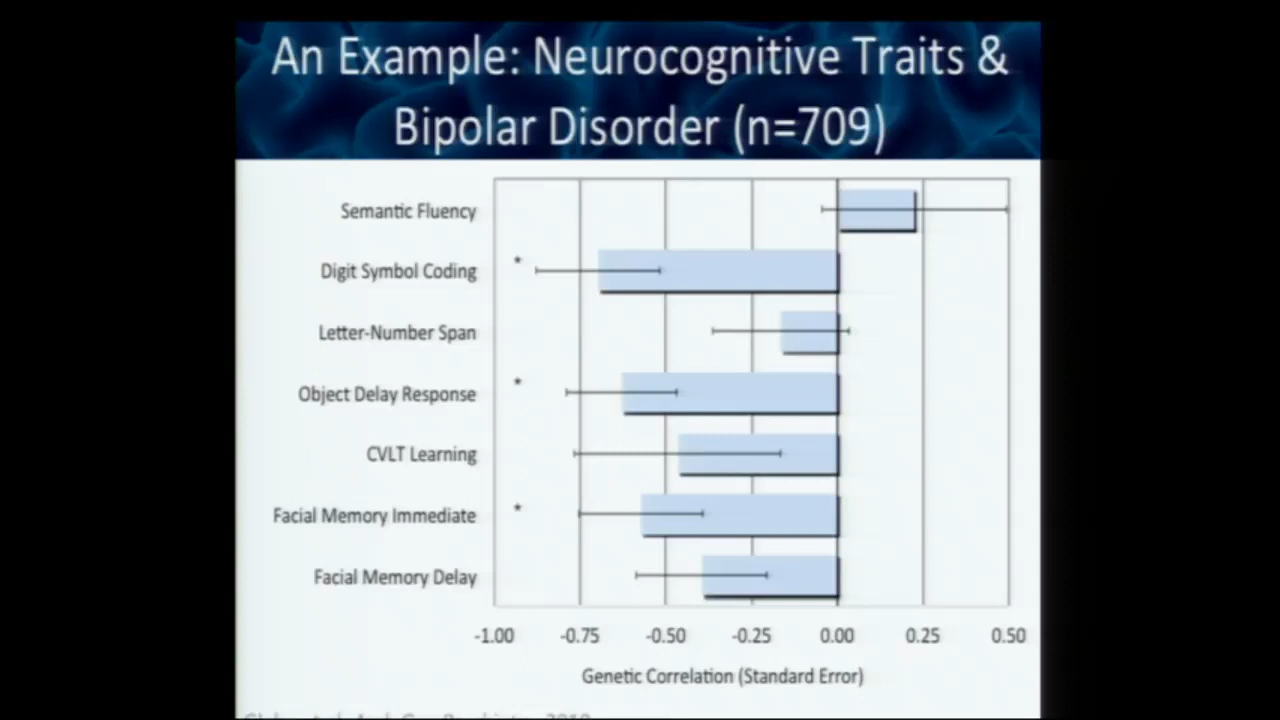 An Example: Neurocognitive Traits &
Bipolar Disorder (n=709)
Semantic Fluency
Digit Symbol Coding
*
Letter-Number Span
Object Delay Response
*
CVLT Learning
Facial Memory Immediate
*
Facial Memory Delay
-1.00 -0.75 -0.50 -0.25 0.00 0.25 0.50
Genetic Correlation (Standard Error)